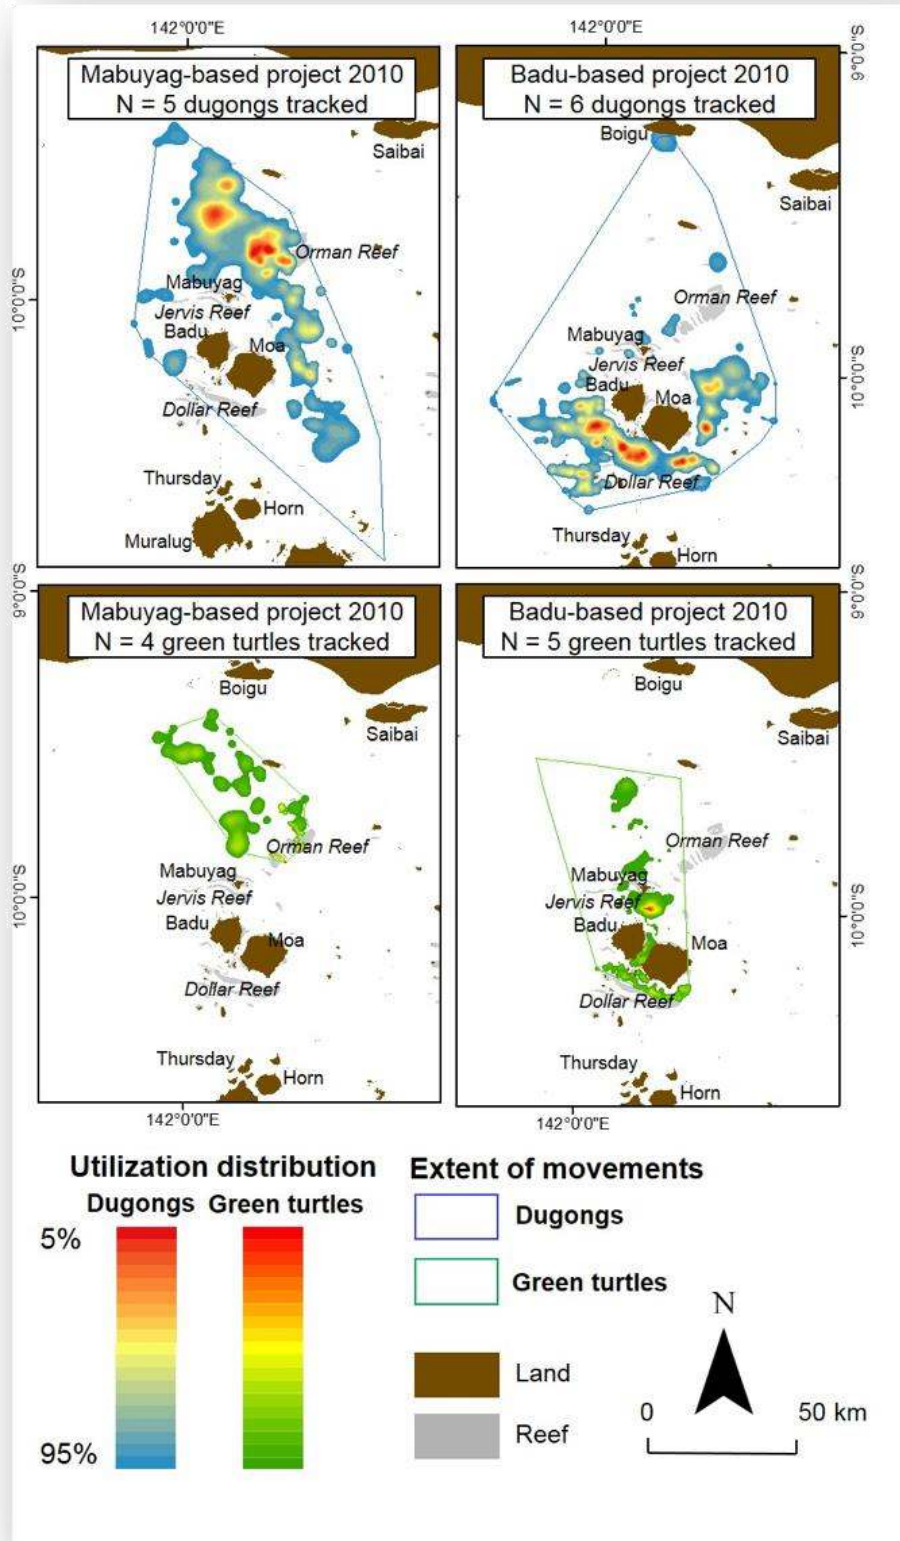 142°0'0"E
142°0'0"E
Mabuyag-based project 2010
N = 5 dugongs tracked
Saibai
Orman Reef
Mabuyag
Jervis Reef
Badu
Moa
Dollar Reef
Thursday
Horn
Muralug
10°0'0"S
Badu-based project 2010
N = 6 dugongs tracked
Boigu
Saibai
Orman Reef
Mabuyag
Jervis Reef
Badu
Moa
Dollar Reef
Thursday
Horn
9°0'0"S
10°0'0"S
Mabuyag-based project 2010
N = 4 green turtles tracked
Boigu
Saibai
Orman Reef
Mabuyag
Jervis Reef
Badu
Moa
Dollar Reef
Thursday
Horn
9°0'0"S
10°0'0"S
142°0'0"E
Badu-based project 2010
N = 5 green turtles tracked
Boigu
Saibai
Orman Reef
Mabuyag
Jervis Reef
Badu
Moa
Dollar Reef
Thursday
Horn
9°0'0"S
10°0'0"S
142°0'0"E
Utilization distribution
Dugongs Green turtles
5%
95%
Extent of movements
Dugongs
Green turtles
Land
Reef
N
0 50 km